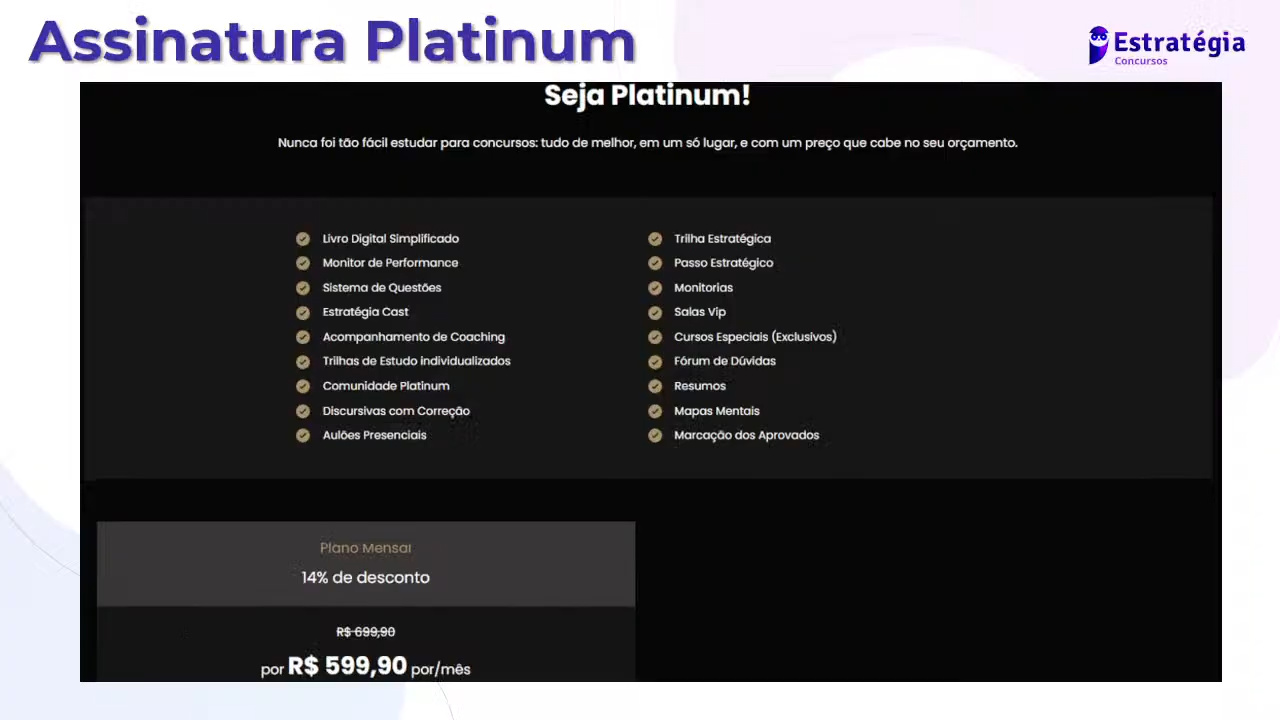 Assinatura Platinum
Estratégia
Concursos
Seja Platinum!
Nunca foi tão fácil estudar para concursos: tudo de melhor, em um só lugar, e com um preço que cabe no seu orçamento.
Livro Digital Simplificado
Monitor de Performance
Sistema de Questões
Estratégia Cast
Acompanhamento de Coaching
Trilhas de Estudo individualizados
Comunidade Platinum
Discursivas com Correção
Aulões Presenciais
Trilha Estratégica
Passo Estratégico
Monitorias
Salas Vip
Cursos Especiais (Exclusivos)
Fórum de Dúvidas
Resumos
Mapas Mentais
Marcação dos Aprovados
Plano Mensal
14% de desconto
R$ 699,90
por R$ 599,90 por/mês